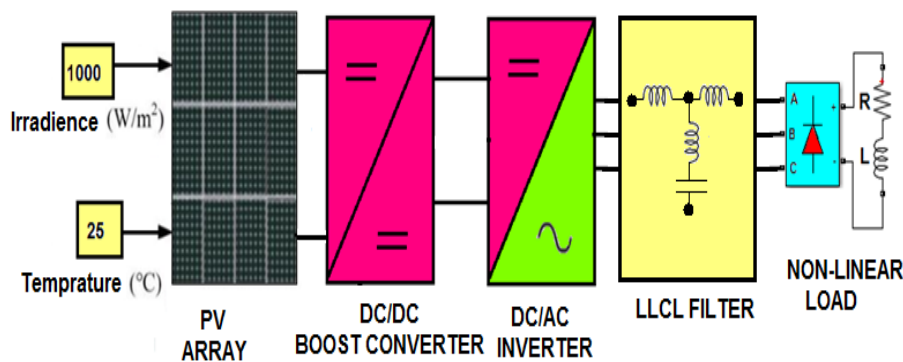 1000
Irradience (W/m²)
25
Temprature (°C)
PV
ARRAY
DC/DC
BOOST CONVERTER
DC/AC
INVERTER
LLCL FILTER
A
B
C
+
-
R
L
NON-LINEAR
LOAD